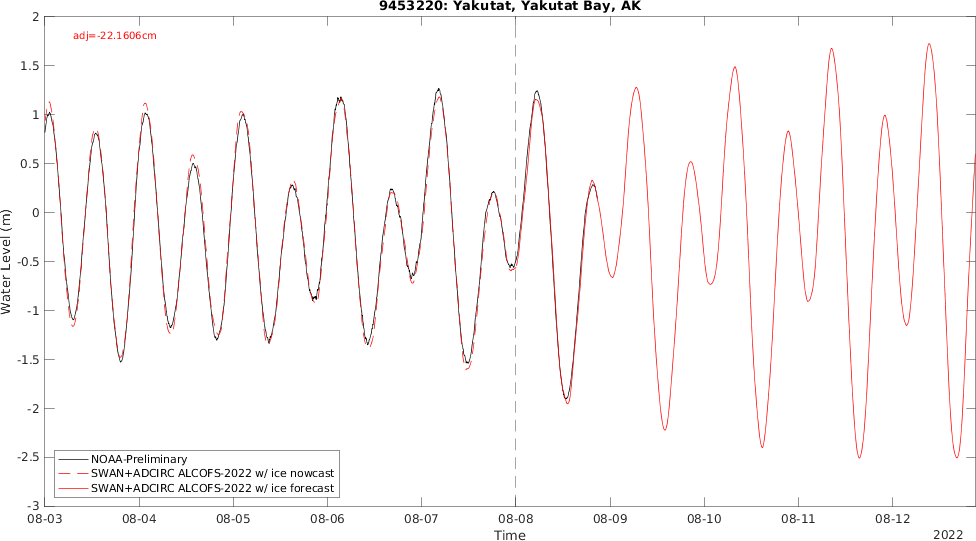 9453220: Yakutat, Yakutat Bay, AK
adj=-22.1606cm
2
1.5
1
0.5
0
-0.5
-1
-1.5
-2
-2.5
-3
Water Level (m)
NOAA-Preliminary
SWAN+ADCIRC ALCOFS-2022 w/ ice nowcast
SWAN+ADCIRC ALCOFS-2022 w/ ice forecast
08-03 08-04 08-05 08-06 08-07 08-08 08-09 08-10 08-11 08-12
Time
2022